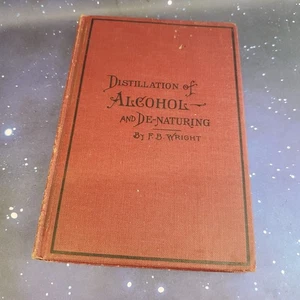 DISTILLATION of
ALCOHOL
AND DE-NATURING
By F. B. WRIGHT